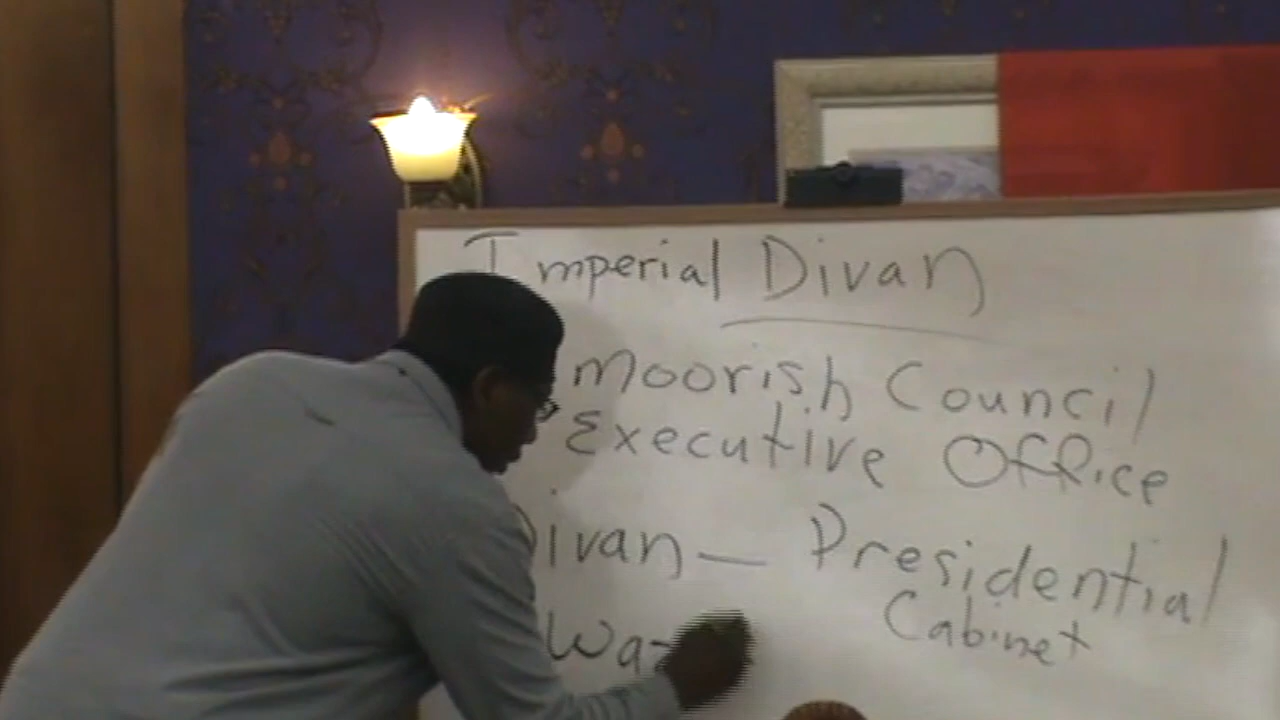 Imperial Divan
Moorish Council
Executive Office
Divan — Presidential
Cabinet